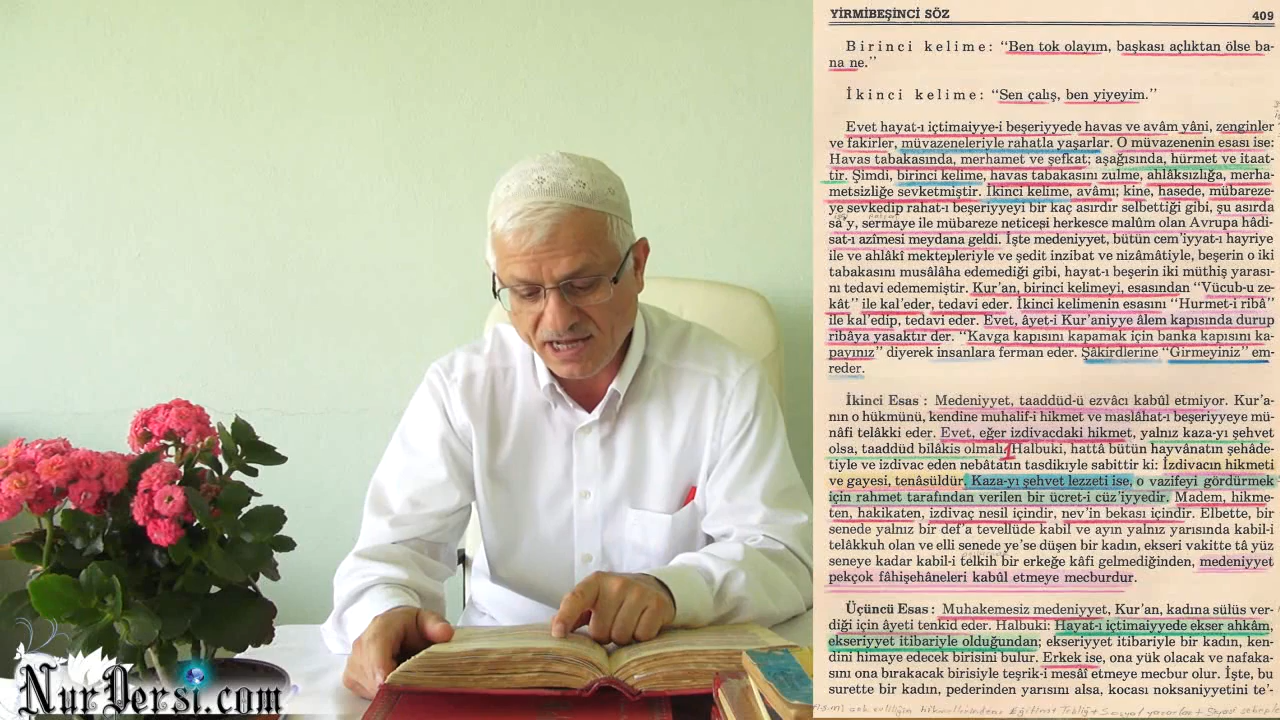 YİRMİBEŞİNCİ SÖZ 409
Birinci kelime: “Ben tok olayım, başkası açlıktan ölse ba-
na ne.”
İkinci kelime: “Sen çalış, ben yiyeyim.”
Evet hayat-ı içtimaiyye-i beşeriyyede havas ve avâm yâni, zenginler
ve fakirler, müvazeneleriyle rahatla yaşarlar. O müvazenenin esası ise:
Havas tabakasında, merhamet ve şefkat; aşağısında, hürmet ve itaat-
tir. Şimdi, birinci kelime, havas tabakasını zulme, ahlâksızlığa, merha-
metsizliğe sevketmiştir. İkinci kelime, avâmı; kine, hasede, mübareze-
ye sevkedip rahat-ı beşeriyyeyi bir kaç asırdır selbettiği gibi, şu asırda
sa'y, sermaye ile mübareze neticesi herkesce malûm olan Avrupa hâdi-
sat-ı azîmesi meydana geldi. İşte medeniyyet, bütün cem'iyyat-ı hayriye
ile ve ahlâkî mektepleriyle ve şedit inzibat ve nizâmâtiyle, beşerin o iki
tabakasını musâlâha edemediği gibi, hayat-ı beşerin iki müthiş yarası-
nı tedavi edememiştir. Kur'an, birinci kelimeyi, esasından “Vücub-u ze-
kât” ile kal'eder, tedavi eder. İkinci kelimenin esasını “Hurmet-i ribâ”
ile kal'edip, tedavi eder. Evet, âyet-i Kur'aniyye âlem kapısında durup
ribâya yasaktır der. “Kavga kapısını kapamak için banka kapısını ka-
payınız” diyerek insanlara ferman eder. Şâkirdlerine “Girmeyiniz” em-
reder.
İkinci Esas : Medeniyyet, taaddüd-ü ezvâcı kabûl etmiyor. Kur'a-
nın o hükmünü, kendine muhalif-i hikmet ve maslâhat-ı beşeriyyeye mü-
nâfi telâkki eder. Evet, eğer izdivacdaki hikmet, yalnız kaza-yı şehvet
olsa, taaddüd bilâkis olmalı. Halbuki, hattâ bütün hayvânatın şehâde-
tiyle ve izdivac eden nebâtatın tasdikıyle sabittir ki: İzdivacın hikmeti
ve gayesi, tenâsüldür. Kaza-yı şehvet lezzeti ise, o vazifeyi gördürmek
için rahmet tarafından verilen bir ücret-i cüz'iyyedir. Madem, hikme-
ten, hakikaten, izdivaç nesil içindir, nev'in bekası içindir. Elbette, bir
senede yalnız bir def'a tevellüde kabil ve ayın yalnız yarısında kabil-i
telâkkuh olan ve elli senede ye'se düşen bir kadın, ekseri vakitte tâ yüz
seneye kadar kabil-i telkih bir erkeğe kâfi gelmediğinden, medeniyyet
pekçok fâhişehâneleri kabûl etmeye mecburdur.
Üçüncü Esas : Muhakemesiz medeniyyet, Kur'an, kadına sülüs ver-
diği için âyeti tenkid eder. Halbuki: Hayat-ı içtimaiyyede ekser ahkâm,
ekseriyyet itibariyle olduğundan; ekseriyyet itibariyle bir kadın, ken-
dini himaye edecek birisini bulur. Erkek ise, ona yük olacak ve nafaka-
sını ona bırakacak birisiyle teşrik-i mesâî etmeye mecbur olur. İşte, bu
surette bir kadın, pederinden yarısını alsa, kocası noksaniyyetini te'-
NurDersi.com